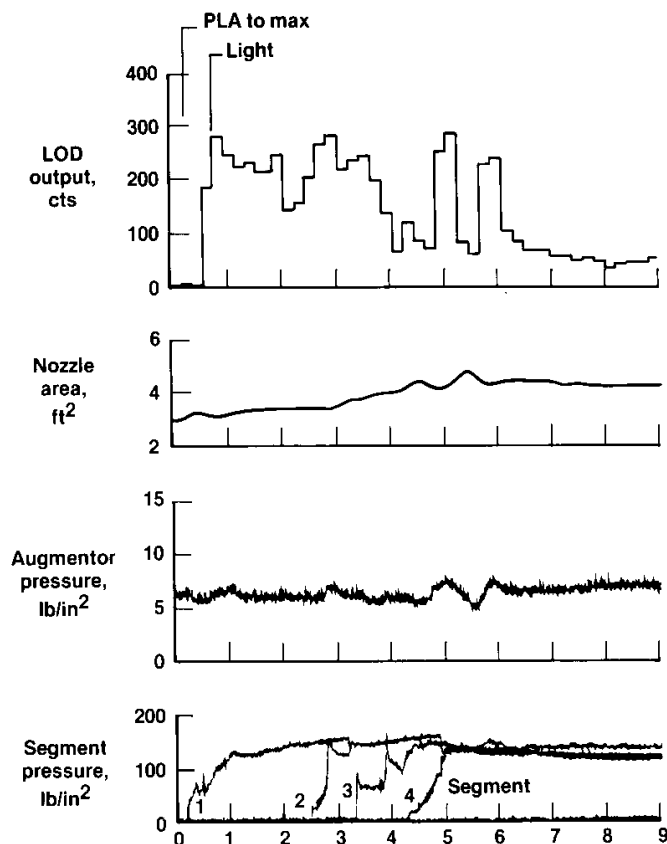 PLA to max
Light
400
300
LOD
output,
cts
200
100
0
6
Nozzle
area,
ft2
4
2
15
Augmentor
pressure,
lb/in2
10
5
0
200
Segment
pressure,
lb/in2
100
0
1
2
3
4
Segment
0 1 2 3 4 5 6 7 8 9